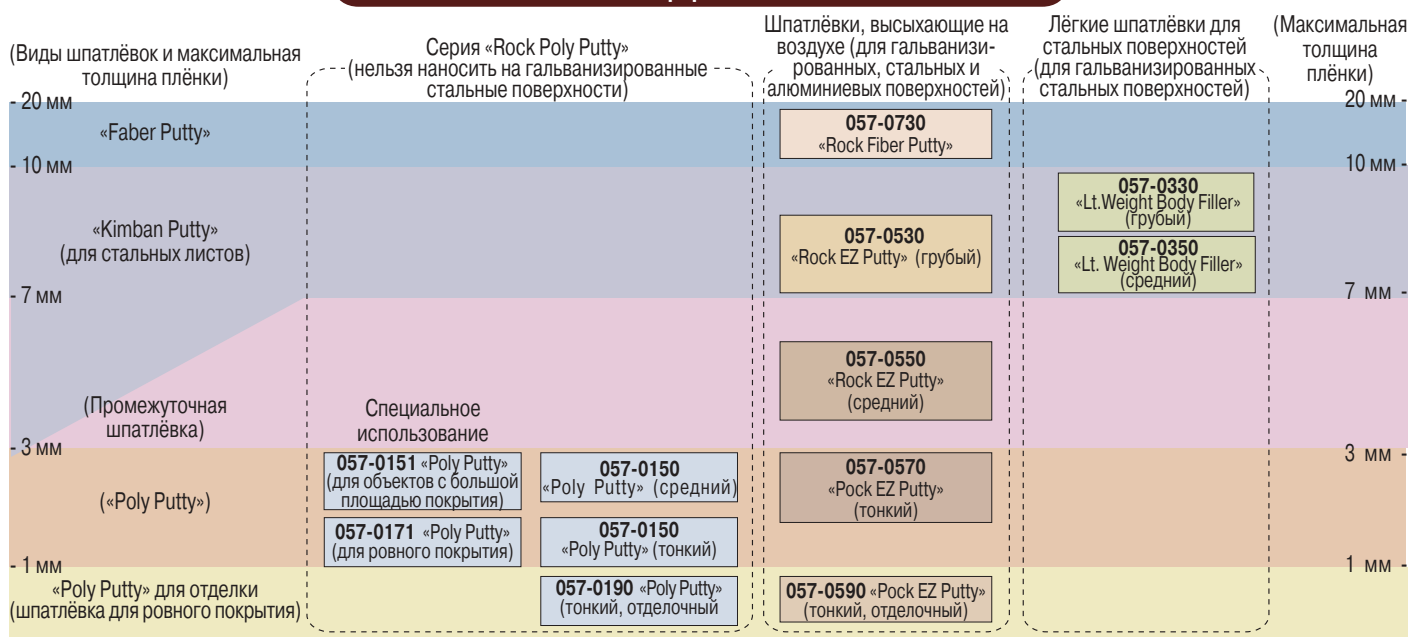 (Виды шпатлёвок и максимальная
толщина плёнки)
Серия «Rock Poly Putty»
(нельзя наносить на гальванизированные
стальные поверхности)
Шпатлёвки, высыхающие на
воздухе (для гальванизи-
рованных, стальных и
алюминиевых поверхностей)
Лёгкие шпатлёвки для
стальных поверхностей
(для гальванизированных
стальных поверхностей)
(Максимальная
толщина
плёнки)
- 20 мм
20 мм -
«Faber Putty»
057-0730
«Rock Fiber Putty»
- 10 мм
10 мм -
«Kimban Putty»
(для стальных листов)
057-0530
«Rock EZ Putty» (грубый)
057-0330
«Lt.Weight Body Filler»
(грубый)
057-0350
«Lt. Weight Body Filler»
(средний)
- 7 мм
7 мм -
057-0550
«Rock EZ Putty»
(средний)
(Промежуточная
шпатлёвка)
Специальное
использование
- 3 мм
3 мм -
(«Poly Putty»)
057-0151 «Poly Putty»
(для объектов с большой
площадью покрытия)
057-0150
«Poly Putty» (средний)
057-0570
«Pock EZ Putty»
(тонкий)
057-0171 «Poly Putty»
(для ровного покрытия)
057-0150
«Poly Putty» (тонкий)
- 1 мм
1 мм -
«Poly Putty» для отделки
(шпатлёвка для ровного покрытия)
057-0190 «Poly Putty»
(тонкий, отделочный
057-0590 «Pock EZ Putty»
(тонкий, отделочный)